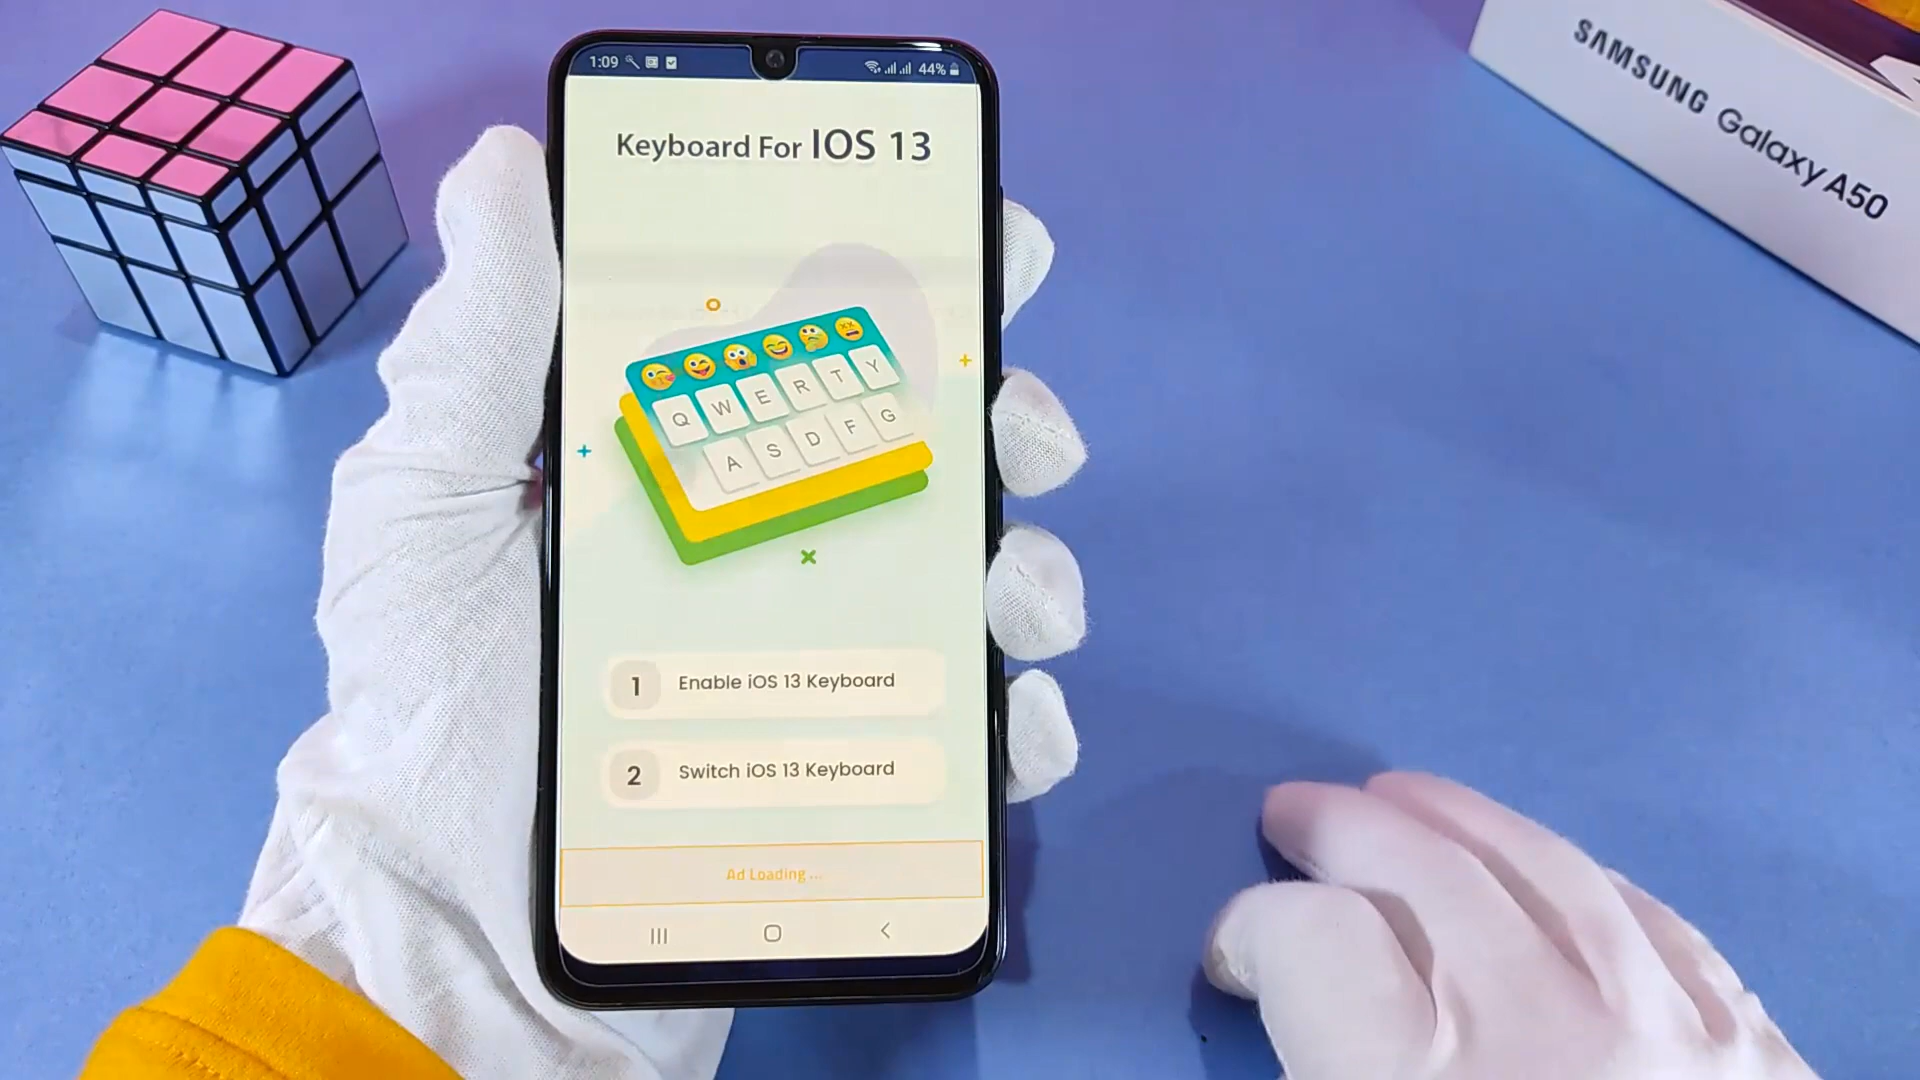 1:09
44%
Keyboard For IOS 13
Q W E R T Y
A S D F G
1 Enable iOS 13 Keyboard
2 Switch iOS 13 Keyboard
Ad Loading ...
SAMSUNG Galaxy A50